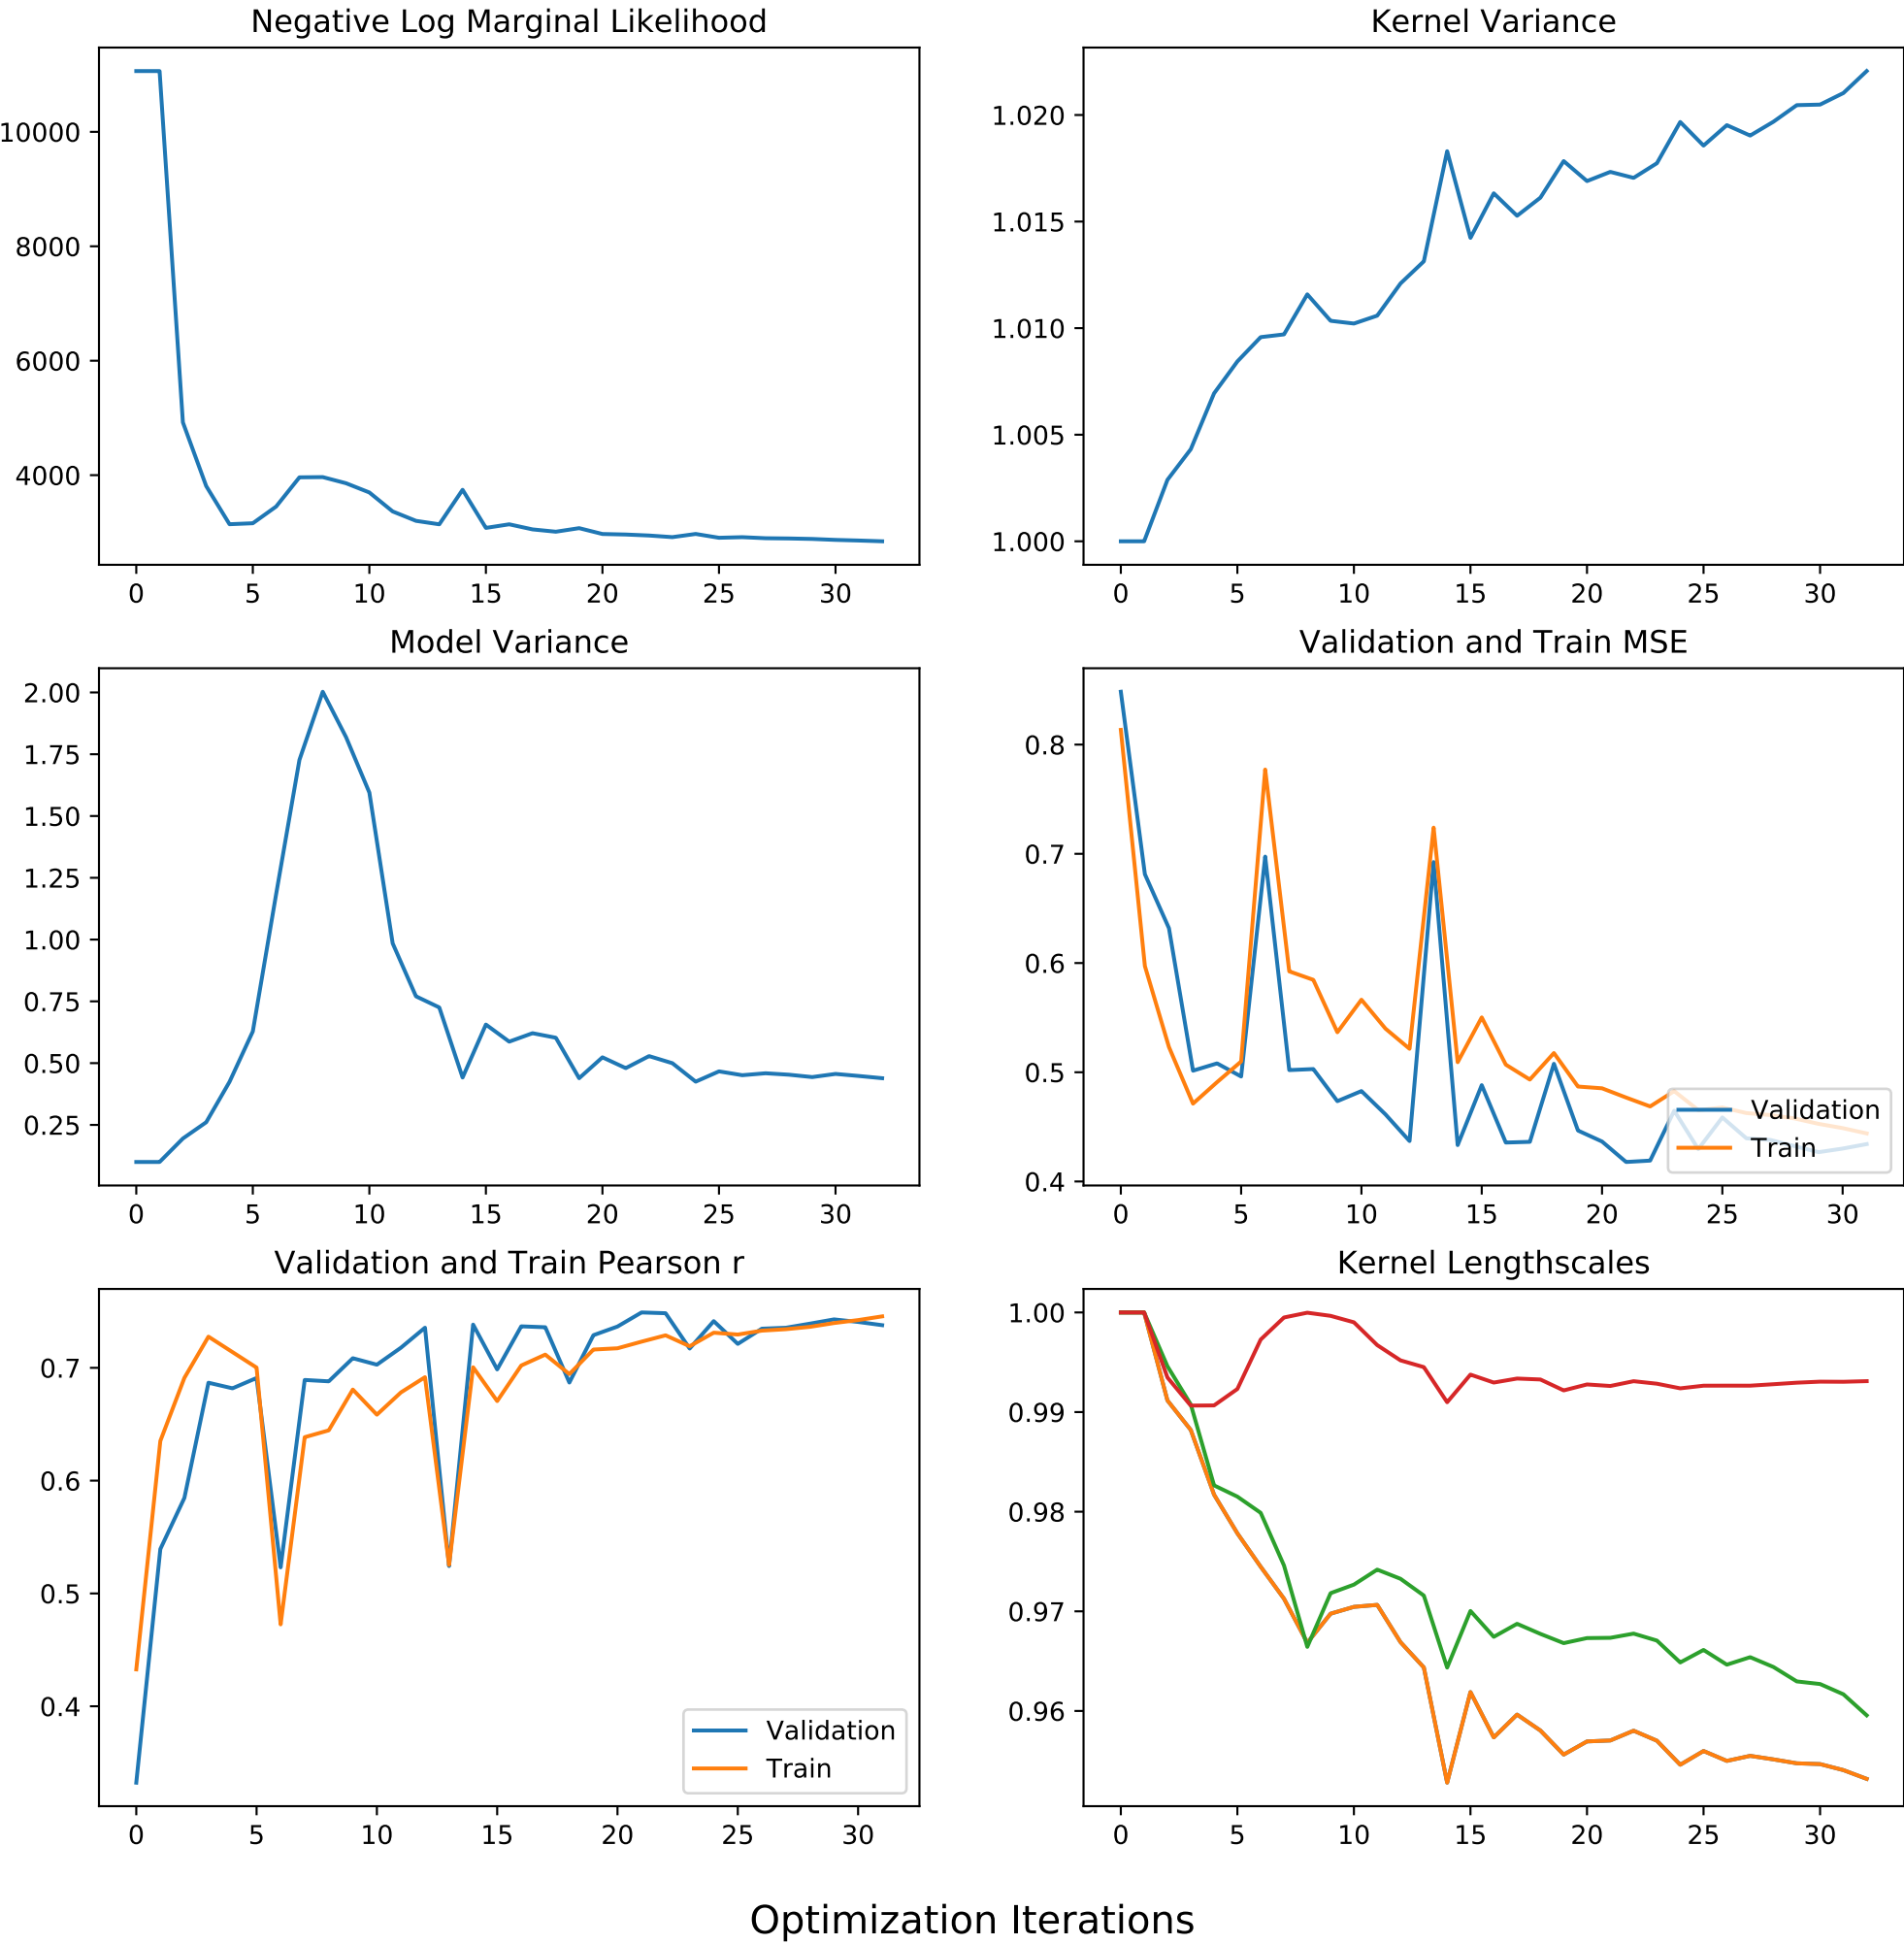 Negative Log Marginal Likelihood
10000
8000
6000
4000
0 5 10 15 20 25 30
Kernel Variance
1.020
1.015
1.010
1.005
1.000
0 5 10 15 20 25 30
Model Variance
2.00
1.75
1.50
1.25
1.00
0.75
0.50
0.25
0 5 10 15 20 25 30
Validation and Train MSE
0.8
0.7
0.6
0.5
0.4
Validation
Train
0 5 10 15 20 25 30
Validation and Train Pearson r
0.7
0.6
0.5
0.4
Validation
Train
0 5 10 15 20 25 30
Kernel Lengthscales
1.00
0.99
0.98
0.97
0.96
0 5 10 15 20 25 30
Optimization Iterations